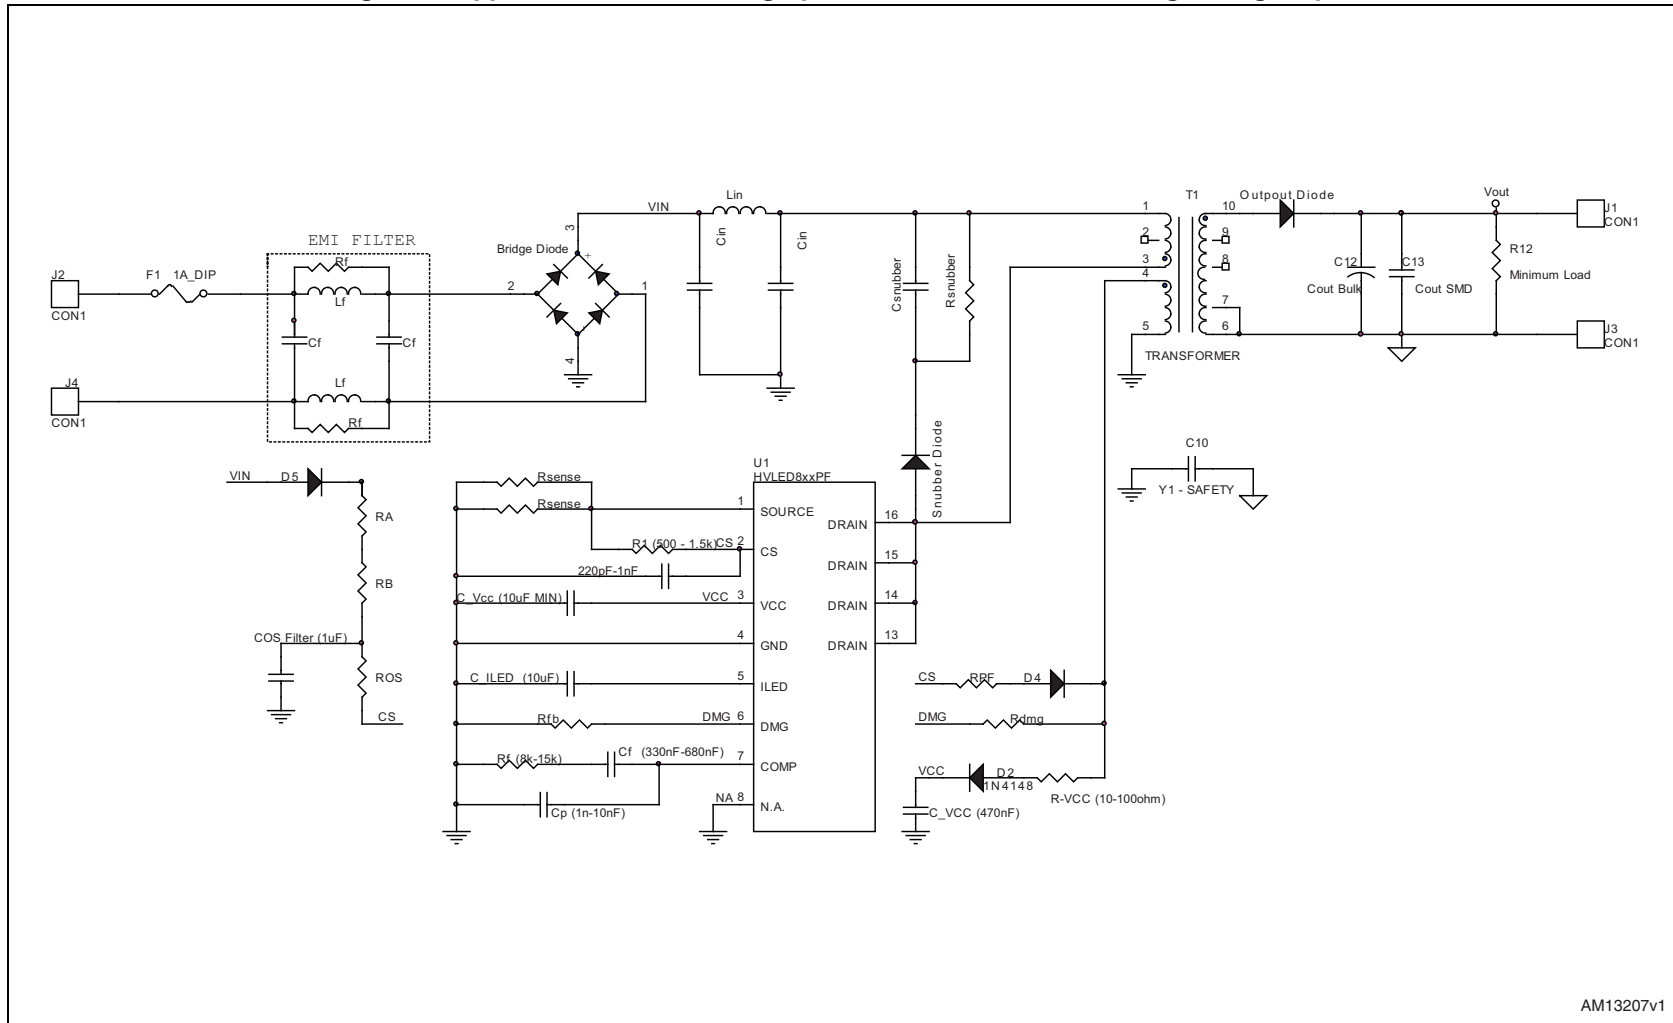 Lin
T1
Outpout Diode
Vout
VIN
1
10
J1
CON1
3
Cin
Cin
2
9
EMI FILTER
Bridge Diode
+
R12
Rf
Csnubber
Rsnubber
3
8
C12
C13
Minimum Load
J2
F1 1A_DIP
4
Cout Bulk
Cout SMD
Lf
2
1
CON1
7
Cf
Cf
5
6
J3
CON1
4
TRANSFORMER
J4
Lf
CON1
Rf
Snubber Diode
C10
Y1 - SAFETY
VIN
D5
U1
HVLED8xxPF
Rsense
Rsense
1
SOURCE
16
DRAIN
RA
R1 (500 - 1.5k)
CS 2
CS
15
DRAIN
220pF-1nF
RB
C_Vcc (10uF MIN)
VCC 3
VCC
14
DRAIN
COS Filter (1uF)
4
GND
13
DRAIN
ROS
C_ILED (10uF)
5
ILED
CS
RPF
D4
CS
Rfb
DMG 6
DMG
DMG
Rdmg
Rf (8k-15k)
Cf (330nF-680nF)
7
COMP
VCC
D2
1N4148
R-VCC (10-100ohm)
Cp (1n-10nF)
NA 8
N.A.
C_VCC (470nF)
AM13207v1